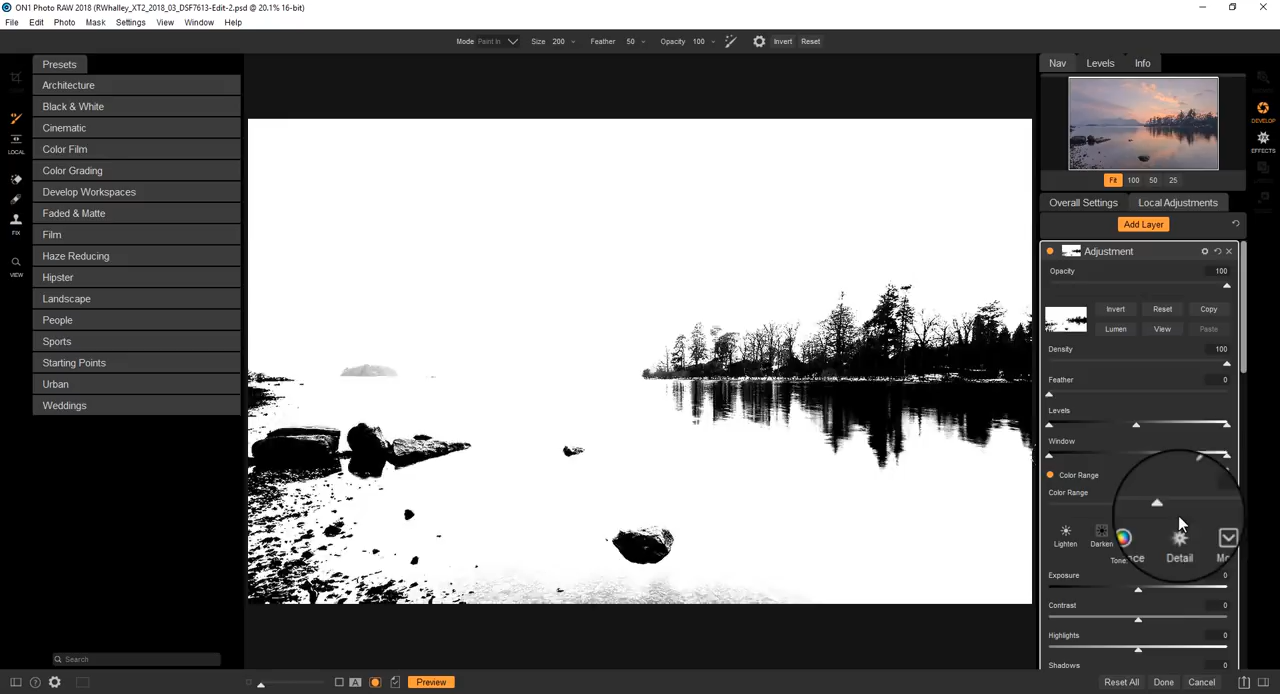 ON1 Photo RAW 2018 (RWhalley_XT2_2018_03_DSF7613-Edit-2.psd @ 20.1% 16-bit)
File Edit Photo Mask Settings View Window Help
Mode Paint In Size 200 Feather 50 Opacity 100 Invert Reset
Presets
Architecture
Black & White
Cinematic
Color Film
Color Grading
Develop Workspaces
Faded & Matte
Film
Haze Reducing
Hipster
Landscape
People
Sports
Starting Points
Urban
Weddings
Search
LOCAL
FIX
VIEW
Nav Levels Info
Fit 100 50 25
DEVELOP
EFFECTS
Overall Settings Local Adjustments
Add Layer
Adjustment
Opacity 100
Invert Reset Copy
Lumen View Paste
Density 100
Feather 0
Levels
Window
Color Range
Color Range
Lighten Darken Detail
Exposure 0
Contrast 0
Highlights 0
Shadows
A Preview
Reset All Done Cancel